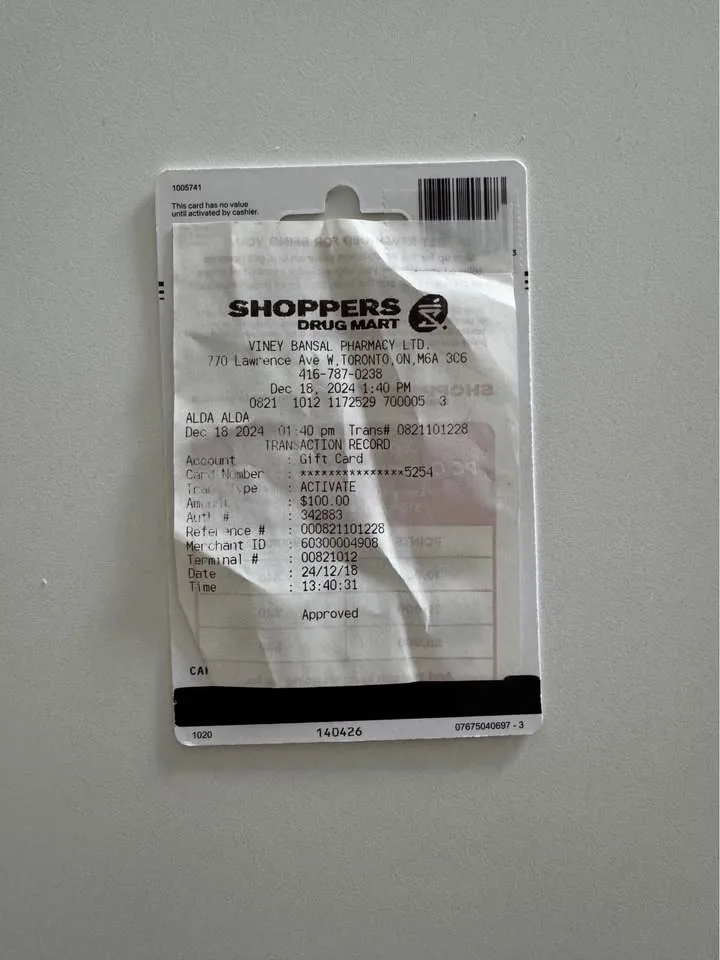 1005741
This card has no value
until activated by cashier.
SHOPPERS
DRUG MART
VINEY BANSAL PHARMACY LTD.
770 Lawrence Ave W,TORONTO,ON,M6A 3C6
416-787-0238
Dec 18, 2024 1:40 PM
0821 1012 1172529 700005 3
ALDA ALDA
Dec 18 2024 01:40 pm Trans# 0821101228
TRANSACTION RECORD
Account : Gift Card
Card Number : ***************5254
Trans Type : ACTIVATE
Amount : $100.00
Auth # : 342883
Reference # : 000821101228
Merchant ID : 60300004908
Terminal # : 00821012
Date : 24/12/18
Time : 13:40:31
Approved
1020
140426
07675040697 - 3